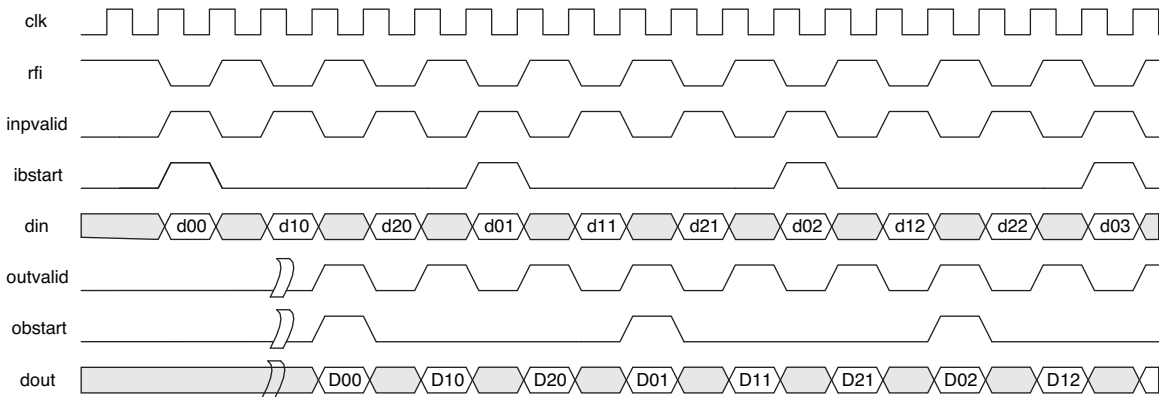 clk
rfi
inpvalid
ibstart
din d00 d10 d20 d01 d11 d21 d02 d12 d22 d03
outvalid
obstart
dout D00 D10 D20 D01 D11 D21 D02 D12